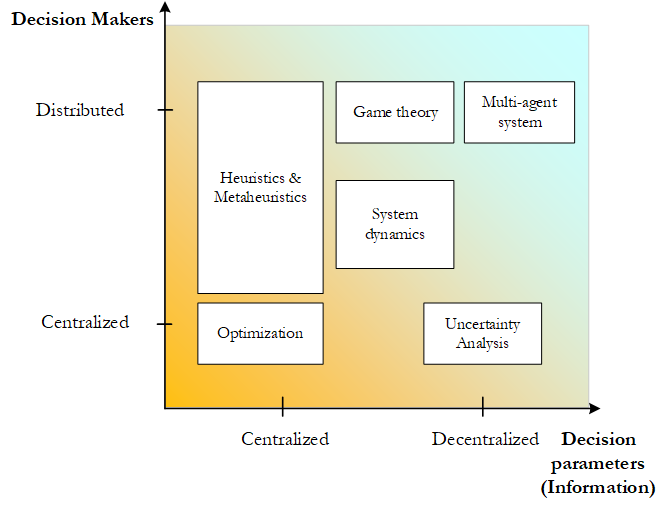 Decision Makers
Distributed
Centralized
Heuristics &
Metaheuristics
Game theory
Multi-agent
system
System
dynamics
Optimization
Uncertainty
Analysis
Centralized
Decentralized
Decision
parameters
(Information)